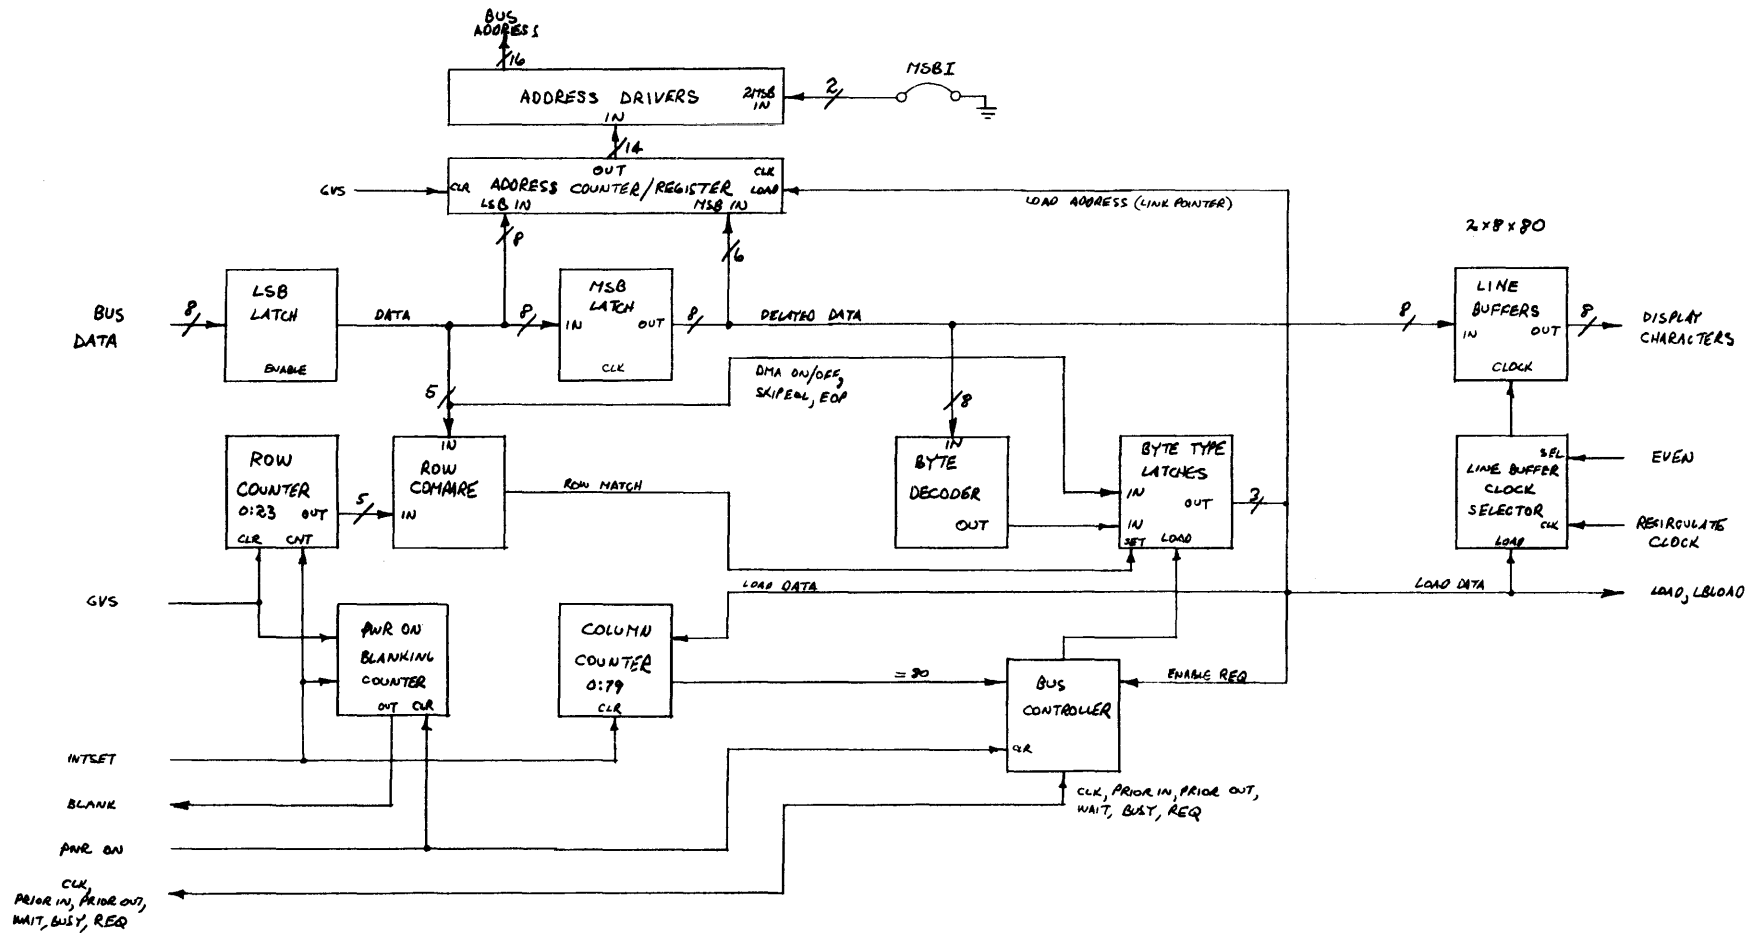 BUS
ADDRESS
16
ADDRESS DRIVERS
2MSB
IN
IN
2
MSBI
14
OUT
CLR
GVS
CLR
ADDRESS
COUNTER/REGISTER
LOAD
LSB IN
MSB IN
LOAD ADDRESS (LINK POINTER)
8
6
2x8x80
BUS
DATA
8
LSB
LATCH
ENABLE
DATA
8
MSB
LATCH
IN
OUT
CLK
8
DELAYED DATA
8
LINE
BUFFERS
IN
OUT
CLOCK
8
DISPLAY
CHARACTERS
DMA ON/OFF,
SKIPEOL, EOP
5
8
ROW
COUNTER
0:23
OUT
CLR
CNT
5
IN
ROW
COMPARE
IN
ROW MATCH
IN
BYTE
DECODER
OUT
BYTE TYPE
LATCHES
IN
OUT
IN
SET
LOAD
3
SEL
LINE BUFFER
CLOCK
SELECTOR
CLK
LOAD
EVEN
RECIRCULATE
CLOCK
GVS
LOAD DATA
LOAD DATA
LOAD, LBLOAD
PWR ON
BLANKING
COUNTER
OUT
CLR
COLUMN
COUNTER
0:79
CLR
=80
BUS
CONTROLLER
CLR
ENABLE REQ
INTSET
BLANK
CLK, PRIOR IN, PRIOR OUT,
WAIT, BUSY, REQ
PWR ON
CLK,
PRIOR IN, PRIOR OUT,
WAIT, BUSY, REQ